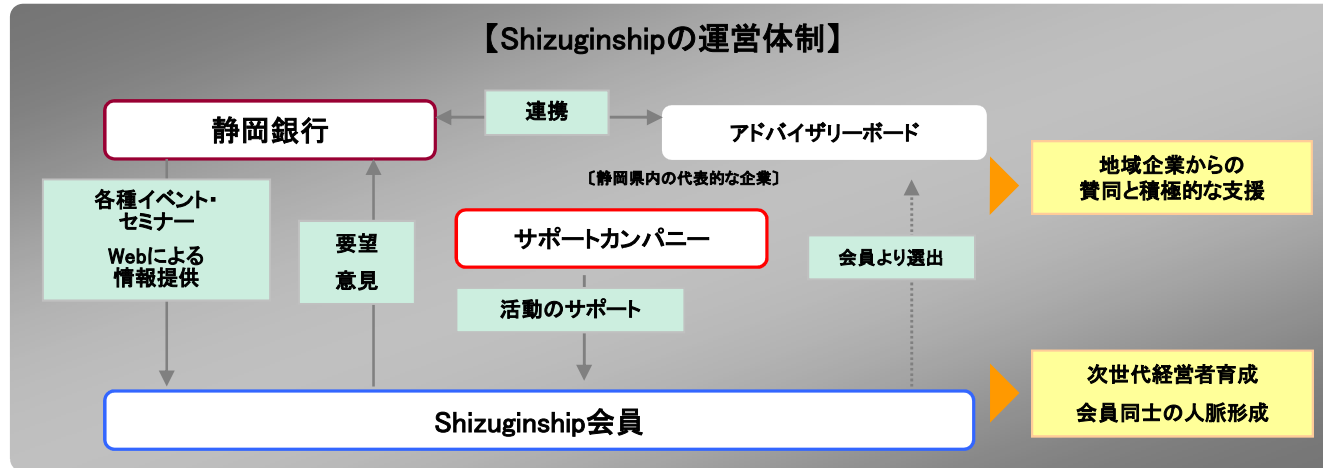 【Shizuginshipの運営体制】
静岡銀行
連携
アドバイザリーボード
〔静岡県内の代表的な企業〕
地域企業からの
賛同と積極的な支援
各種イベント・
セミナー
Webによる
情報提供
要望
意見
サポートカンパニー
会員より選出
活動のサポート
Shizuginship会員
次世代経営者育成
会員同士の人脈形成